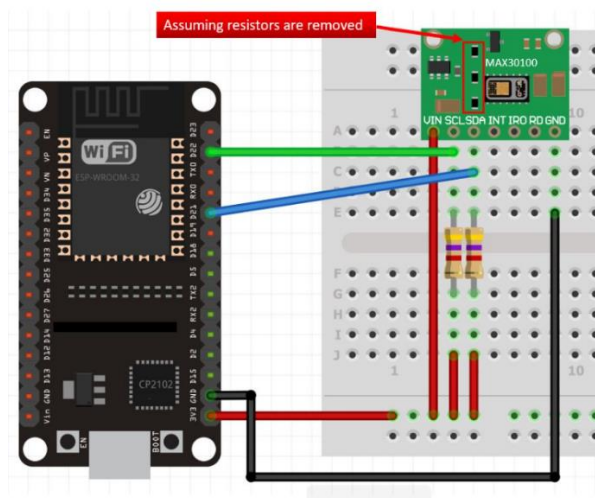 Assuming resistors are removed
MAX30100
VIN SCL SDA INT IRO RD GND
1
10
A
C
E
F
G
H
I
J
1
10
WiFi
ESP-WROOM-32
EN
VP
VN
D34
D35
D32
D33
D25
D26
D27
D14
D12
D13
GND
Vin
D23
D22
TX0
RX0
D21
D19
D18
D5
TX2
RX2
D4
D2
D15
GND
3V3
CP2102
EN
BOOT